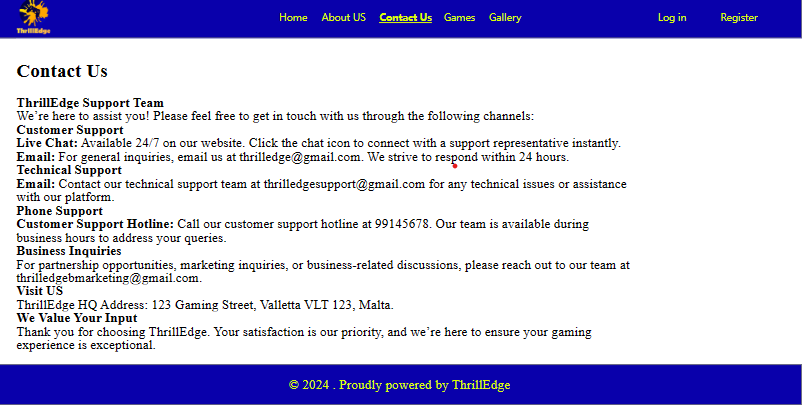 ThrillEdge
Home About US Contact Us Games Gallery Log in Register
Contact Us
ThrillEdge Support Team
We’re here to assist you! Please feel free to get in touch with us through the following channels:
Customer Support
Live Chat: Available 24/7 on our website. Click the chat icon to connect with a support representative instantly.
Email: For general inquiries, email us at thrilledge@gmail.com. We strive to respond within 24 hours.
Technical Support
Email: Contact our technical support team at thrilledgesupport@gmail.com for any technical issues or assistance
with our platform.
Phone Support
Customer Support Hotline: Call our customer support hotline at 99145678. Our team is available during
business hours to address your queries.
Business Inquiries
For partnership opportunities, marketing inquiries, or business-related discussions, please reach out to our team at
thrilledgebmarketing@gmail.com.
Visit US
ThrillEdge HQ Address: 123 Gaming Street, Valletta VLT 123, Malta.
We Value Your Input
Thank you for choosing ThrillEdge. Your satisfaction is our priority, and we’re here to ensure your gaming
experience is exceptional.
© 2024 . Proudly powered by ThrillEdge